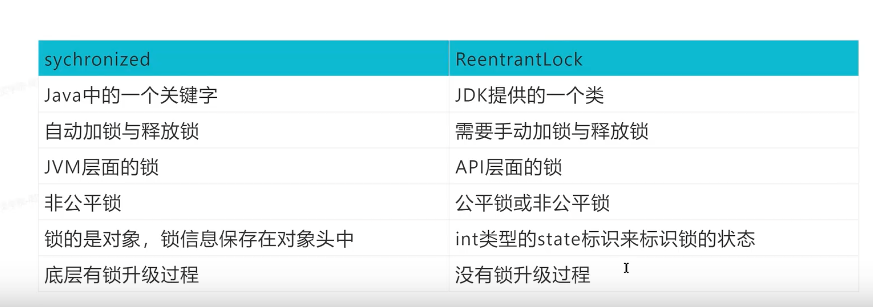 sychronized ReentrantLock
Java中的一个关键字 JDK提供的一个类
自动加锁与释放锁 需要手动加锁与释放锁
JVM层面的锁 API层面的锁
非公平锁 公平锁或非公平锁
锁的是对象，锁信息保存在对象头中 int类型的state标识来标识锁的状态
底层有锁升级过程 没有锁升级过程